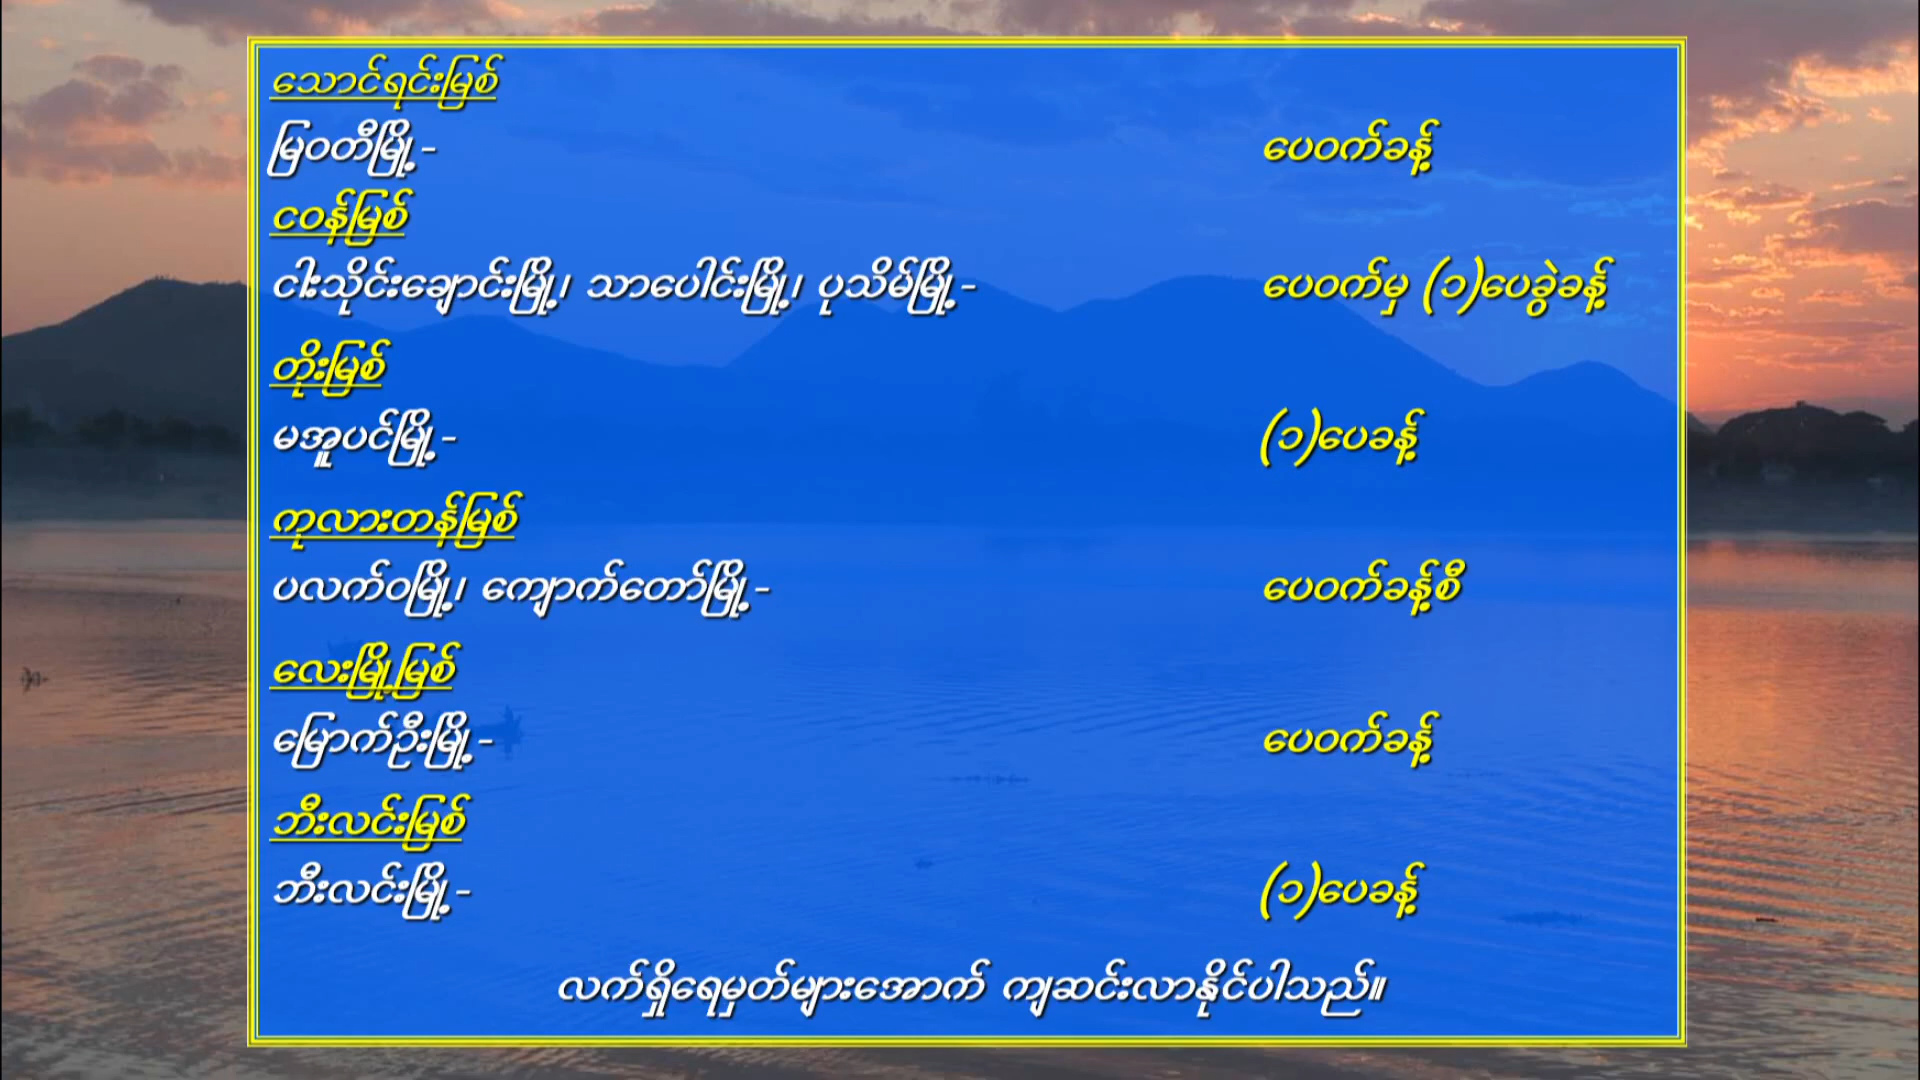 သောင်ရင်းမြစ်
မြဝတီမြို့- ပေဝက်ခန့်
ငဝန်မြစ်
ငါးသိုင်းချောင်းမြို့၊ သာပေါင်းမြို့၊ ပုသိမ်မြို့- ပေဝက်မှ (၁)ပေခွဲခန့်
တိုးမြစ်
မအူပင်မြို့- (၁)ပေခန့်
ကုလားတန်မြစ်
ပလက်ဝမြို့၊ ကျောက်တော်မြို့- ပေဝက်ခန့်စီ
လေးမြို့မြစ်
မြောက်ဦးမြို့- ပေဝက်ခန့်
ဘီးလင်းမြစ်
ဘီးလင်းမြို့- (၁)ပေခန့်
လက်ရှိရေမှတ်များအောက် ကျဆင်းလာနိုင်ပါသည်။